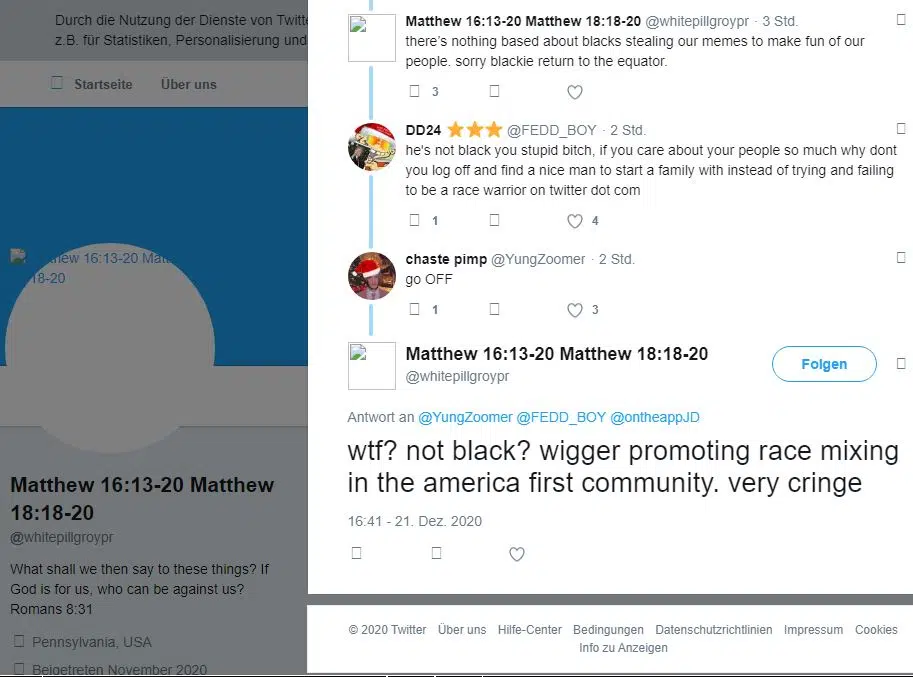 Durch die Nutzung der Dienste von Twitte
z.B. für Statistiken, Personalisierung und
Startseite Über uns
Matthew 16:13-20 Matthew
18:18-20
@whitepillgroypr
What shall we then say to these things? If
God is for us, who can be against us?
Romans 8:31
Pennsylvania, USA
Beigetreten November 2020
Matthew 16:13-20 Matthew 18:18-20 @whitepillgroypr · 3 Std.
there’s nothing based about blacks stealing our memes to make fun of our
people. sorry blackie return to the equator.
3
DD24 ⭐⭐⭐ @FEDD_BOY · 2 Std.
he's not black you stupid bitch, if you care about your people so much why dont
you log off and find a nice man to start a family with instead of trying and failing
to be a race warrior on twitter dot com
1 4
chaste pimp @YungZoomer · 2 Std.
go OFF
1 3
Matthew 16:13-20 Matthew 18:18-20
@whitepillgroypr
Folgen
Antwort an @YungZoomer @FEDD_BOY @ontheappJD
wtf? not black? wigger promoting race mixing
in the america first community. very cringe
16:41 - 21. Dez. 2020
© 2020 Twitter Über uns Hilfe-Center Bedingungen Datenschutzrichtlinien Impressum Cookies
Info zu Anzeigen